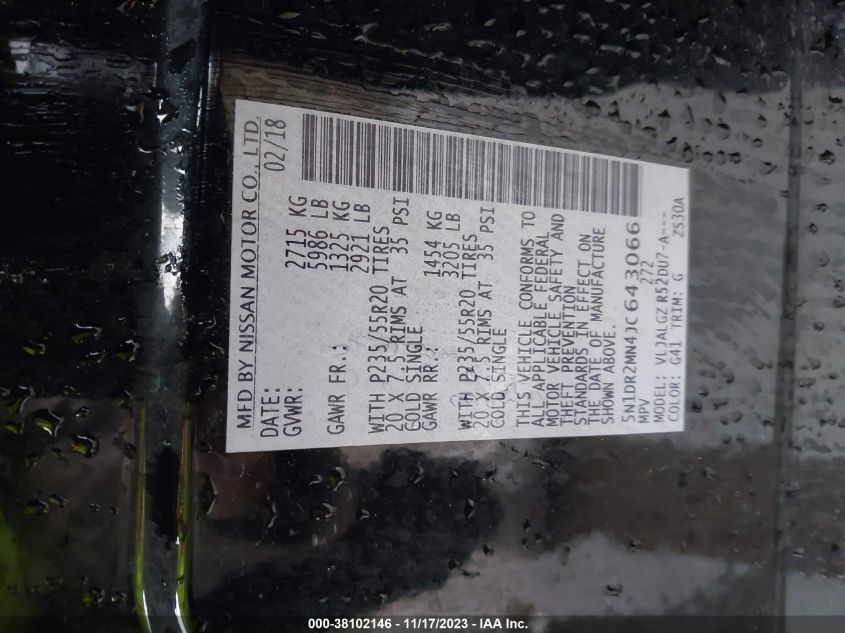 MFD BY NISSAN MOTOR CO., LTD.
DATE: 02/18
GVWR: 2715 KG
5986 LB
GAWR FR.: 1325 KG
2921 LB
WITH P235/55R20 TIRES
20 X 7.5 RIMS AT 35 PSI
COLD SINGLE
GAWR RR.: 1454 KG
3205 LB
WITH P235/55R20 TIRES
20 X 7.5 RIMS AT 35 PSI
COLD SINGLE
THIS VEHICLE CONFORMS TO
ALL APPLICABLE FEDERAL
MOTOR VEHICLE SAFETY AND
THEFT PREVENTION
STANDARDS IN EFFECT ON
THE DATE OF MANUFACTURE
SHOWN ABOVE.
5N1DR2MN4JC643066
MPV 272
MODEL: VLJALGZ R52DU7-A---
COLOR: G41 TRIM: G ZS30A
000-38102146 - 11/17/2023 - IAA Inc.